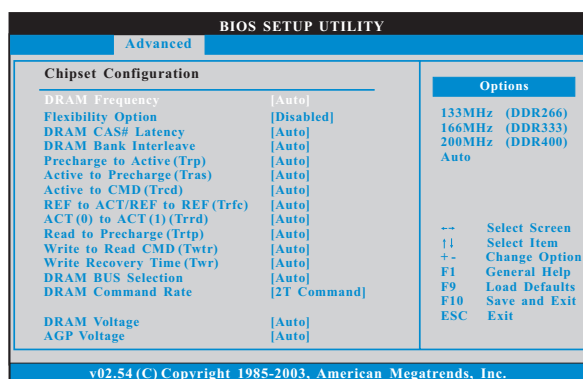 BIOS SETUP UTILITY
Advanced
Chipset Configuration
DRAM Frequency [Auto]
Flexibility Option [Disabled]
DRAM CAS# Latency [Auto]
DRAM Bank Interleave [Auto]
Precharge to Active (Trp) [Auto]
Active to Precharge (Tras) [Auto]
Active to CMD (Trcd) [Auto]
REF to ACT/REF to REF (Trfc) [Auto]
ACT (0) to ACT (1) (Trrd) [Auto]
Read to Precharge (Trtp) [Auto]
Write to Read CMD (Twtr) [Auto]
Write Recovery Time (Twr) [Auto]
DRAM BUS Selection [Auto]
DRAM Command Rate [2T Command]
DRAM Voltage [Auto]
AGP Voltage [Auto]
Options
133MHz (DDR266)
166MHz (DDR333)
200MHz (DDR400)
Auto
↔ Select Screen
↑↓ Select Item
+ - Change Option
F1 General Help
F9 Load Defaults
F10 Save and Exit
ESC Exit
v02.54 (C) Copyright 1985-2003, American Megatrends, Inc.